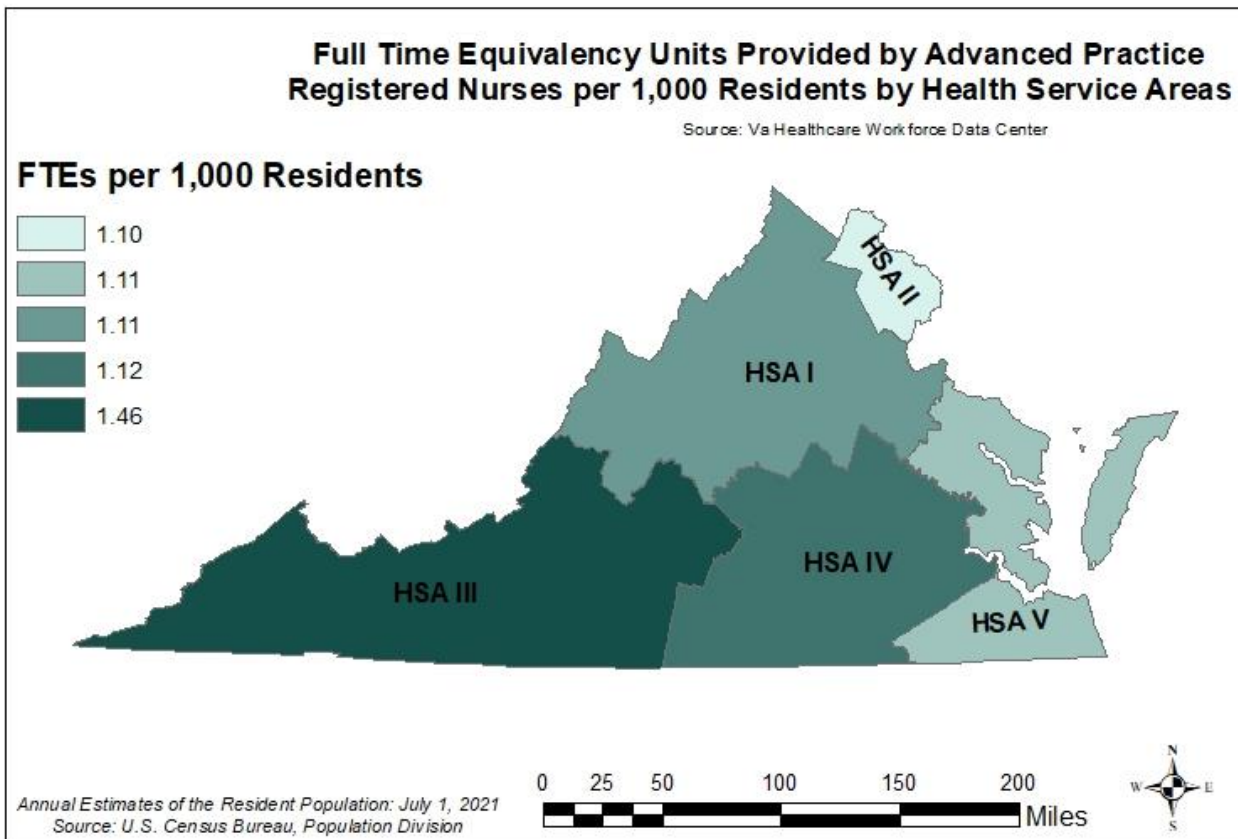 Full Time Equivalency Units Provided by Advanced Practice
Registered Nurses per 1,000 Residents by Health Service Areas
Source: Va Healthcare Workforce Data Center
FTEs per 1,000 Residents
1.10
1.11
1.11
1.12
1.46
HSA II
HSA I
HSA IV
HSA III
HSA V
Annual Estimates of the Resident Population: July 1, 2021
Source: U.S. Census Bureau, Population Division
0 25 50 100 150 200
Miles
N
W E
S